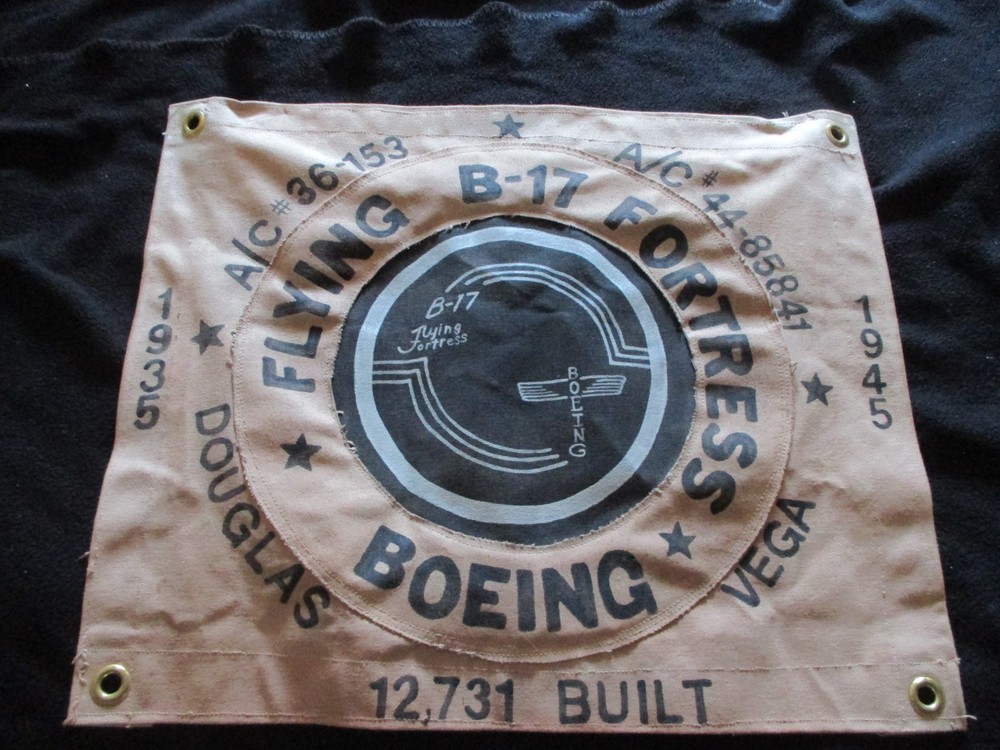 A/C # 36-153
A/C # 44-85841
FLYING B-17 FORTRESS
1935
1945
B-17
Flying
Fortress
BOEING
DOUGLAS
VEGA
BOEING
12,731 BUILT